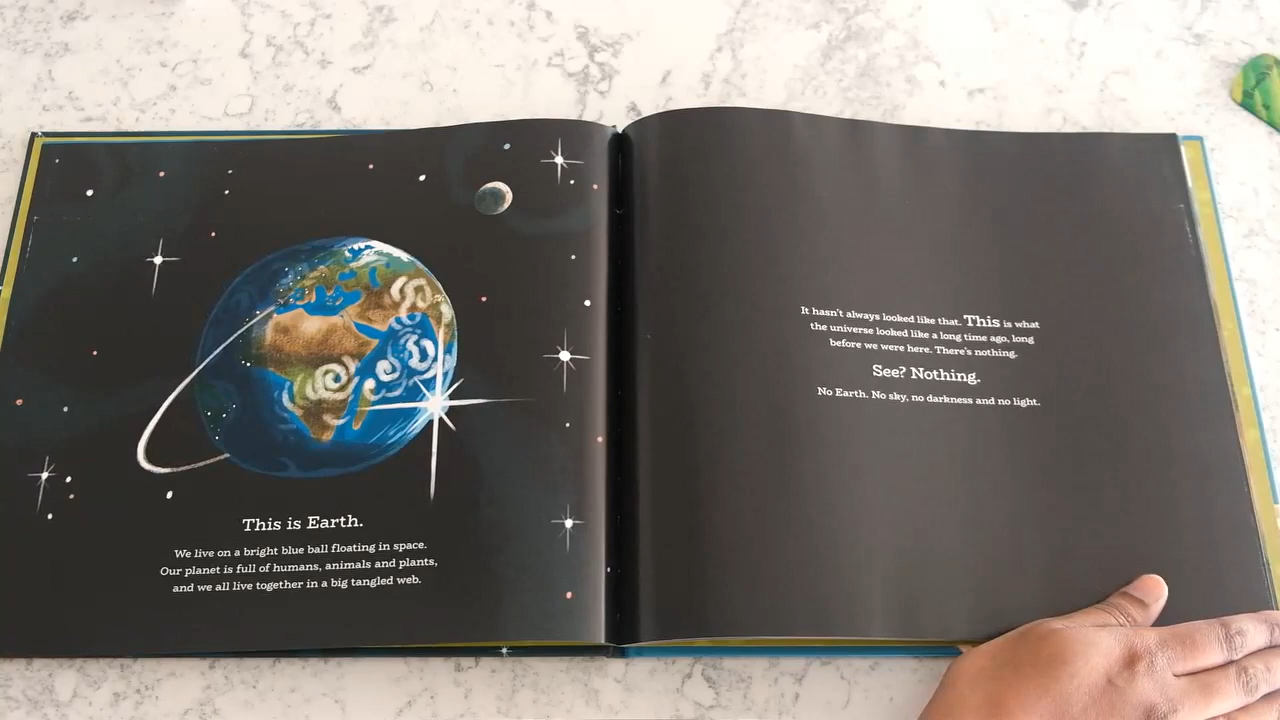 This is Earth.
We live on a bright blue ball floating in space.
Our planet is full of humans, animals and plants,
and we all live together in a big tangled web.
It hasn't always looked like that. This is what
the universe looked like a long time ago, long
before we were here. There's nothing.
See? Nothing.
No Earth. No sky, no darkness and no light.